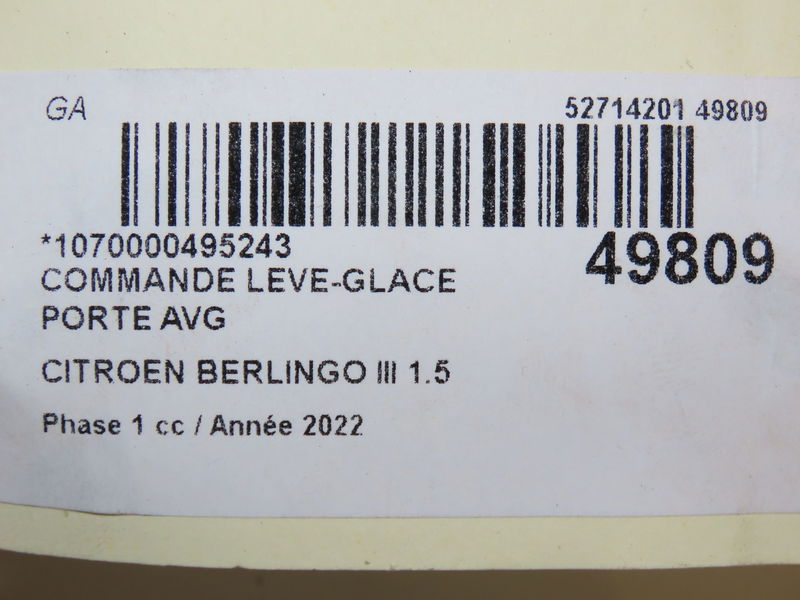 GA
52714201 49809
*1070000495243
49809
COMMANDE LEVE-GLACE
PORTE AVG
CITROEN BERLINGO III 1.5
Phase 1 cc / Année 2022